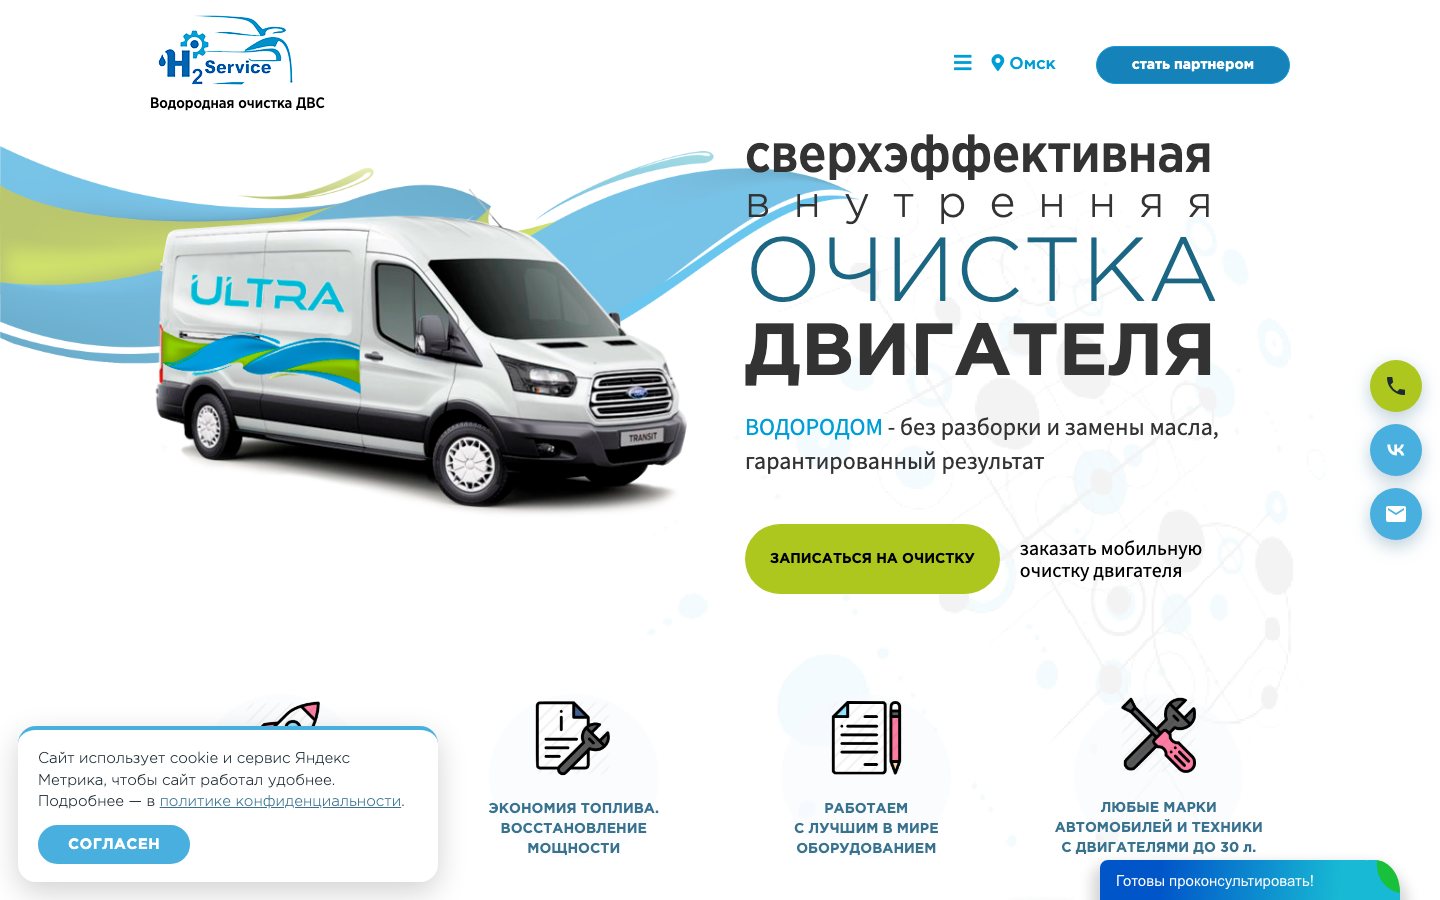 H2Service
Водородная очистка ДВС
Омск
стать партнером
сверхэффективная
внутренняя
ОЧИСТКА
ДВИГАТЕЛЯ
ВОДОРОДОМ - без разборки и замены масла,
гарантированный результат
ULTRA
Ford
TRANSIT
ЗАПИСАТЬСЯ НА ОЧИСТКУ
заказать мобильную
очистку двигателя
ЭКОНОМИЯ ТОПЛИВА.
ВОССТАНОВЛЕНИЕ
МОЩНОСТИ
РАБОТАЕМ
С ЛУЧШИМ В МИРЕ
ОБОРУДОВАНИЕМ
ЛЮБЫЕ МАРКИ
АВТОМОБИЛЕЙ И ТЕХНИКИ
С ДВИГАТЕЛЯМИ ДО 30 л.
Сайт использует cookie и сервис Яндекс
Метрика, чтобы сайт работал удобнее.
Подробнее — в политике конфиденциальности.
СОГЛАСЕН
Готовы проконсультировать!